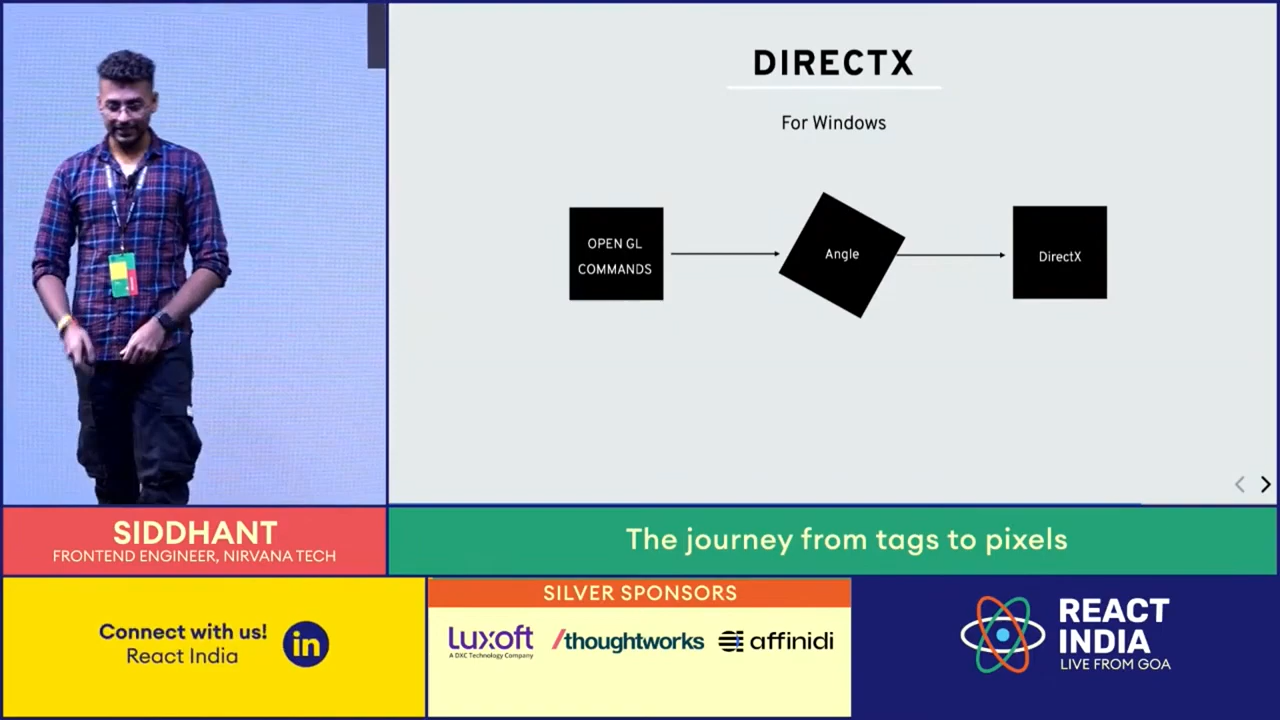 DIRECTX
For Windows
OPEN GL
COMMANDS
Angle
DirectX
SIDDHANT
FRONTEND ENGINEER, NIRVANA TECH
The journey from tags to pixels
Connect with us!
React India
in
SILVER SPONSORS
Luxoft
A DXC Technology Company
/thoughtworks
affinidi
REACT
INDIA
LIVE FROM GOA